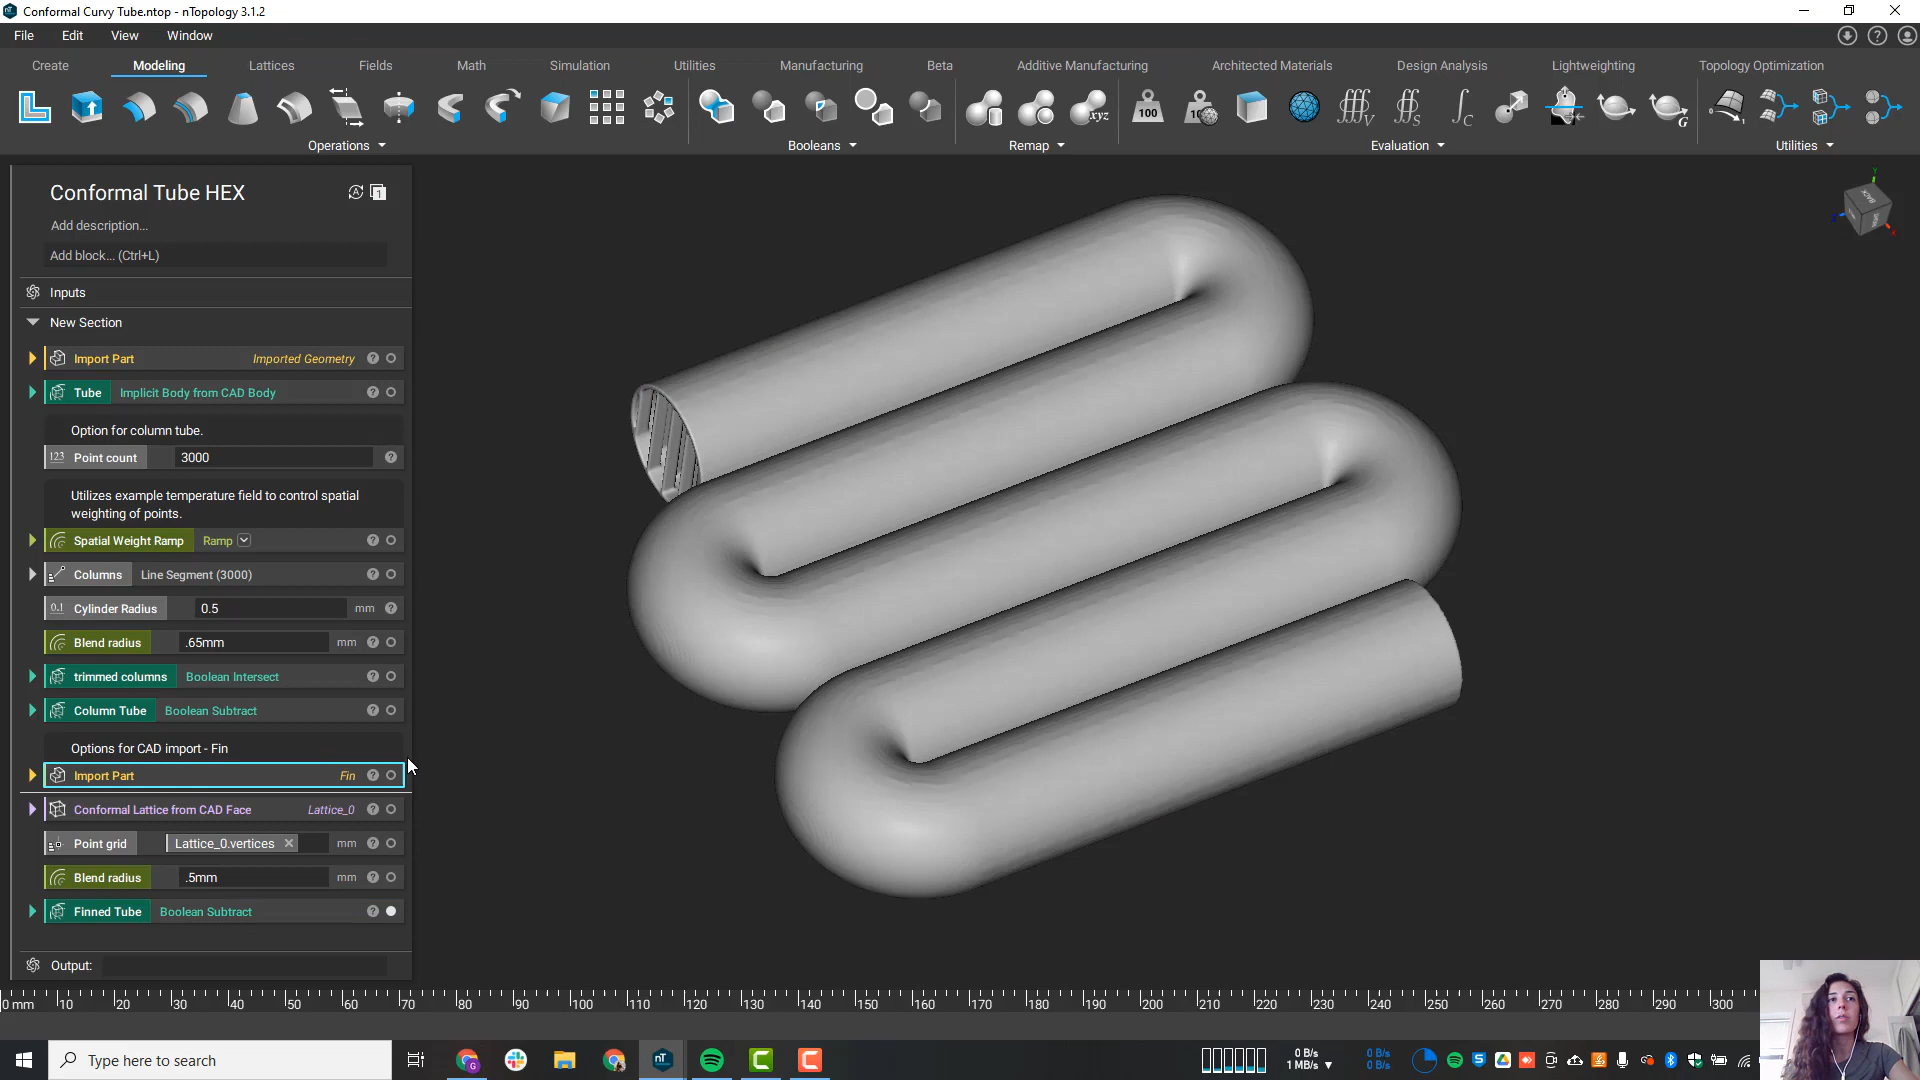 Conformal Curvy Tube.ntop - nTopology 3.1.2
File Edit View Window
Create Modeling Lattices Fields Math Simulation Utilities Manufacturing Beta Additive Manufacturing Architected Materials Design Analysis Lightweighting Topology Optimization
Operations Booleans Remap Evaluation Utilities
Conformal Tube HEX
Add description...
Add block... (Ctrl+L)
Inputs
New Section
Import Part Imported Geometry
Tube Implicit Body from CAD Body
Option for column tube.
123 Point count 3000
Utilizes example temperature field to control spatial
weighting of points.
Spatial Weight Ramp Ramp
Columns Line Segment (3000)
0.1 Cylinder Radius 0.5 mm
Blend radius .65mm mm
trimmed columns Boolean Intersect
Column Tube Boolean Subtract
Options for CAD import - Fin
Import Part Fin
Conformal Lattice from CAD Face Lattice_0
Point grid Lattice_0.vertices mm
Blend radius .5mm mm
Finned Tube Boolean Subtract
Output:
0 mm 10 20 30 40 50 60 70 80 90 100 110 120 130 140 150 160 170 180 190 200 210 220 230 240 250 260 270 280 290 300
Type here to search
0 B/s 0 B/s
1 MB/s 0 B/s